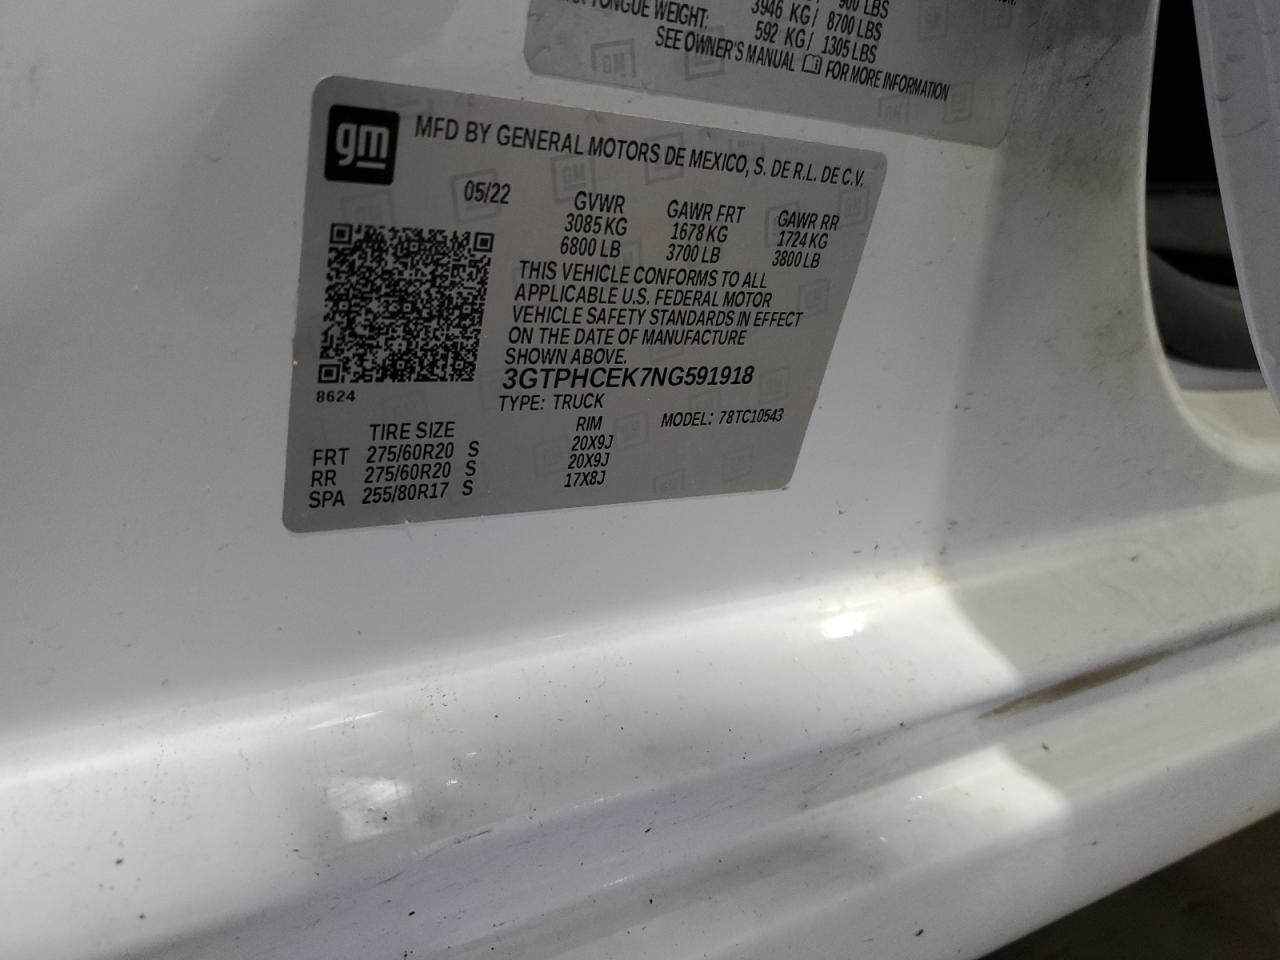 900 LBS
3946 KG / 8700 LBS
TONGUE WEIGHT: 592 KG / 1305 LBS
SEE OWNER'S MANUAL FOR MORE INFORMATION
gm
MFD BY GENERAL MOTORS DE MEXICO, S. DE R.L. DE C.V.
05/22 GVWR GAWR FRT GAWR RR
3085 KG 1678 KG 1724 KG
6800 LB 3700 LB 3800 LB
THIS VEHICLE CONFORMS TO ALL
APPLICABLE U.S. FEDERAL MOTOR
VEHICLE SAFETY STANDARDS IN EFFECT
ON THE DATE OF MANUFACTURE
SHOWN ABOVE.
3GTPHCEK7NG591918
8624
TYPE: TRUCK MODEL: 78TC10543
TIRE SIZE RIM
FRT 275/60R20 S 20X9J
RR 275/60R20 S 20X9J
SPA 255/80R17 S 17X8J